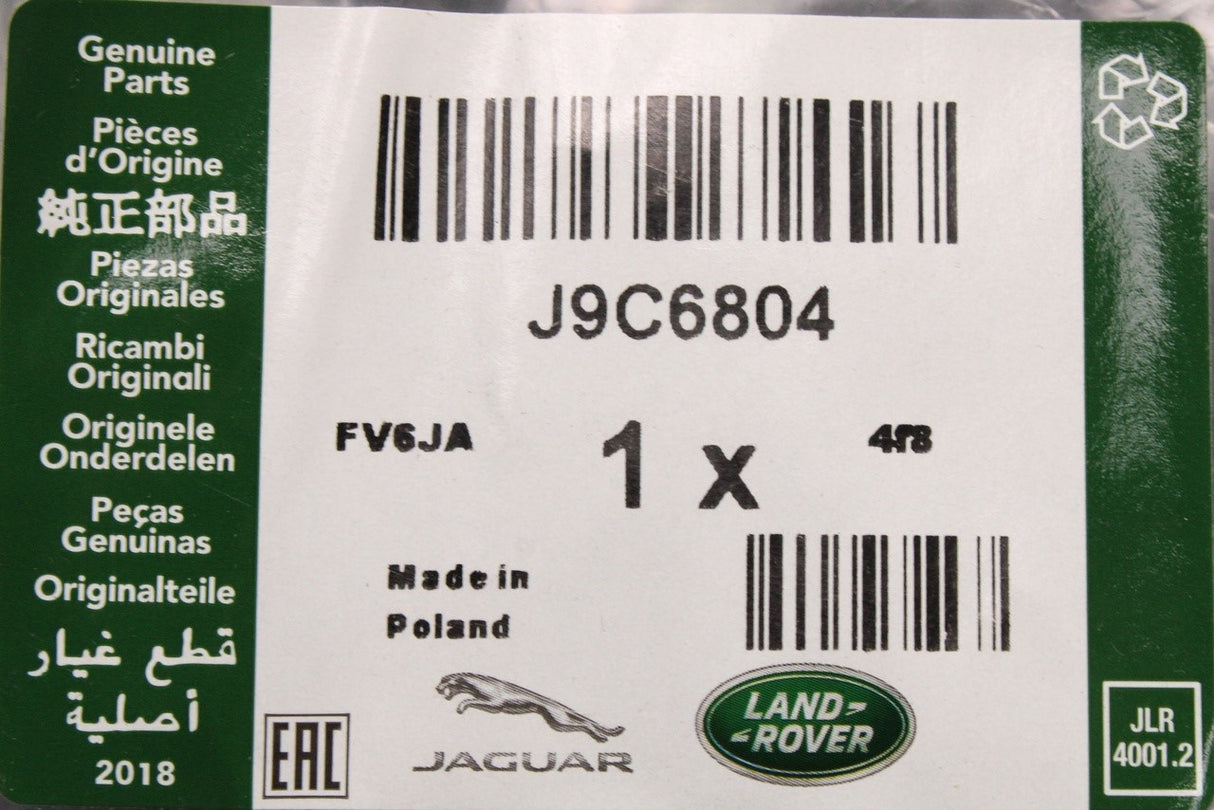 Genuine
Parts
Pièces
d'Origine
純正部品
Piezas
Originales
Ricambi
Originali
Originele
Onderdelen
Peças
Genuinas
Originalteile
قطع غيار
أصلية
2018
J9C6804
FV6JA
1 x
Made in
Poland
EAC
JAGUAR
LAND
ROVER
JLR
4001.2